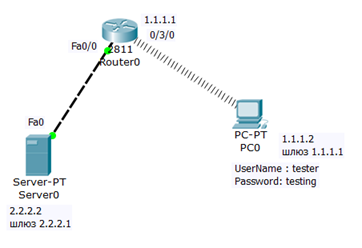 1.1.1.1
Fa0/0
0/3/0
2811
Router0
Fa0
PC-PT
PC0
1.1.1.2
шлюз 1.1.1.1
UserName : tester
Password: testing
Server-PT
Server0
2.2.2.2
шлюз 2.2.2.1